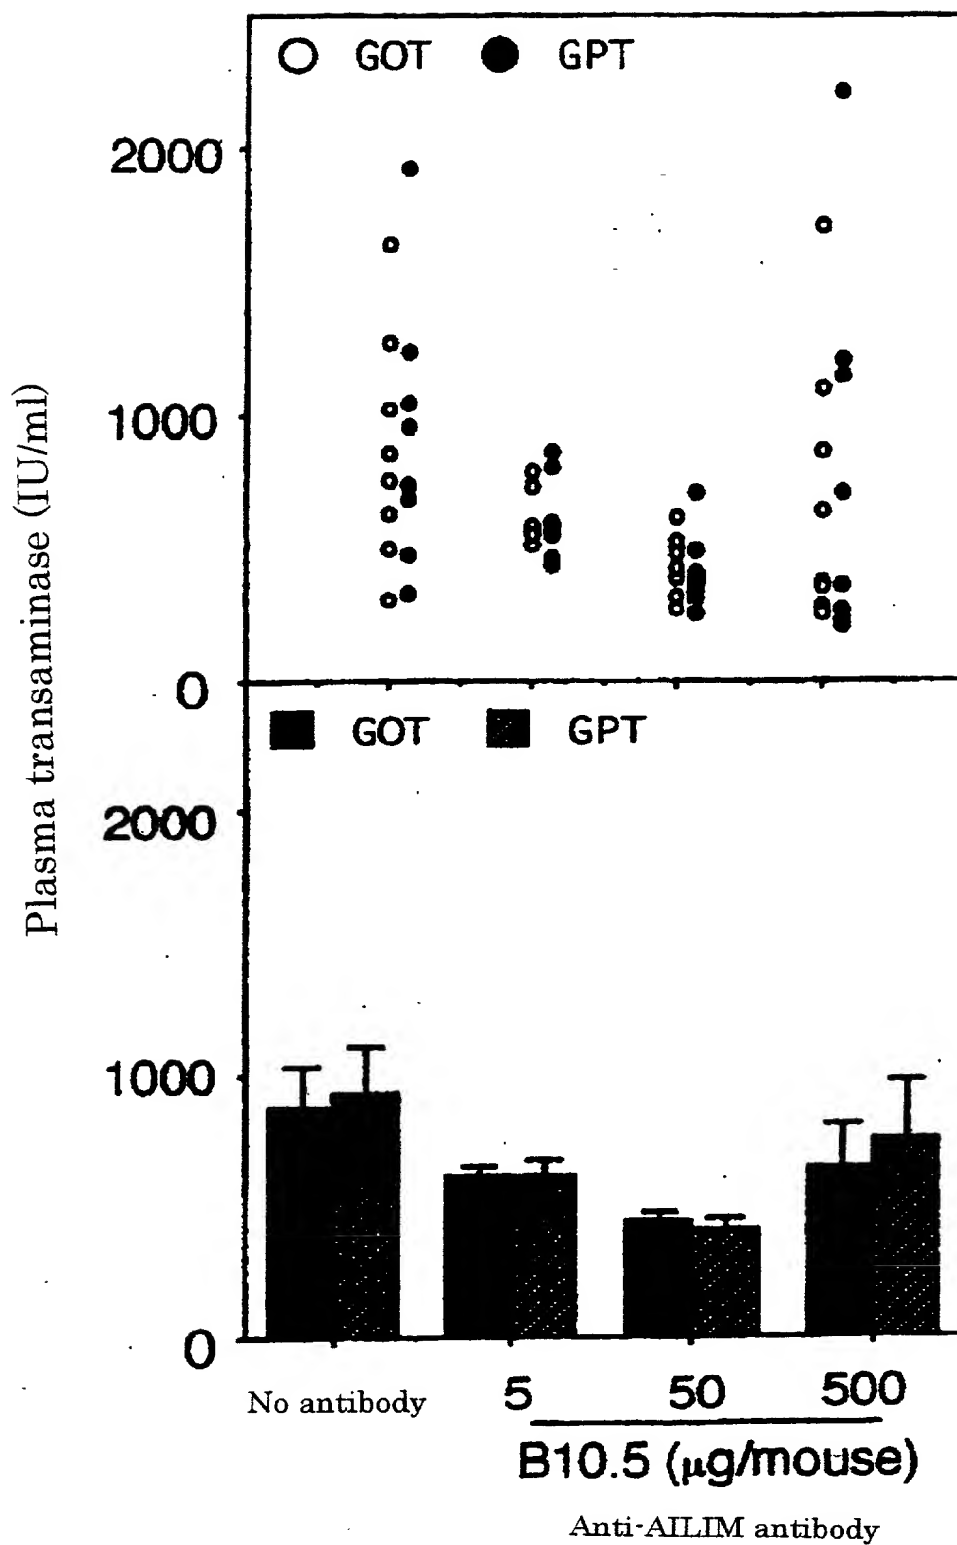 GOT GPT
2000
1000
0
Plasma transaminase (IU/ml)
GOT GPT
2000
1000
0
No antibody 5 50 500
B10.5 (μg/mouse)
Anti-AILIM antibody